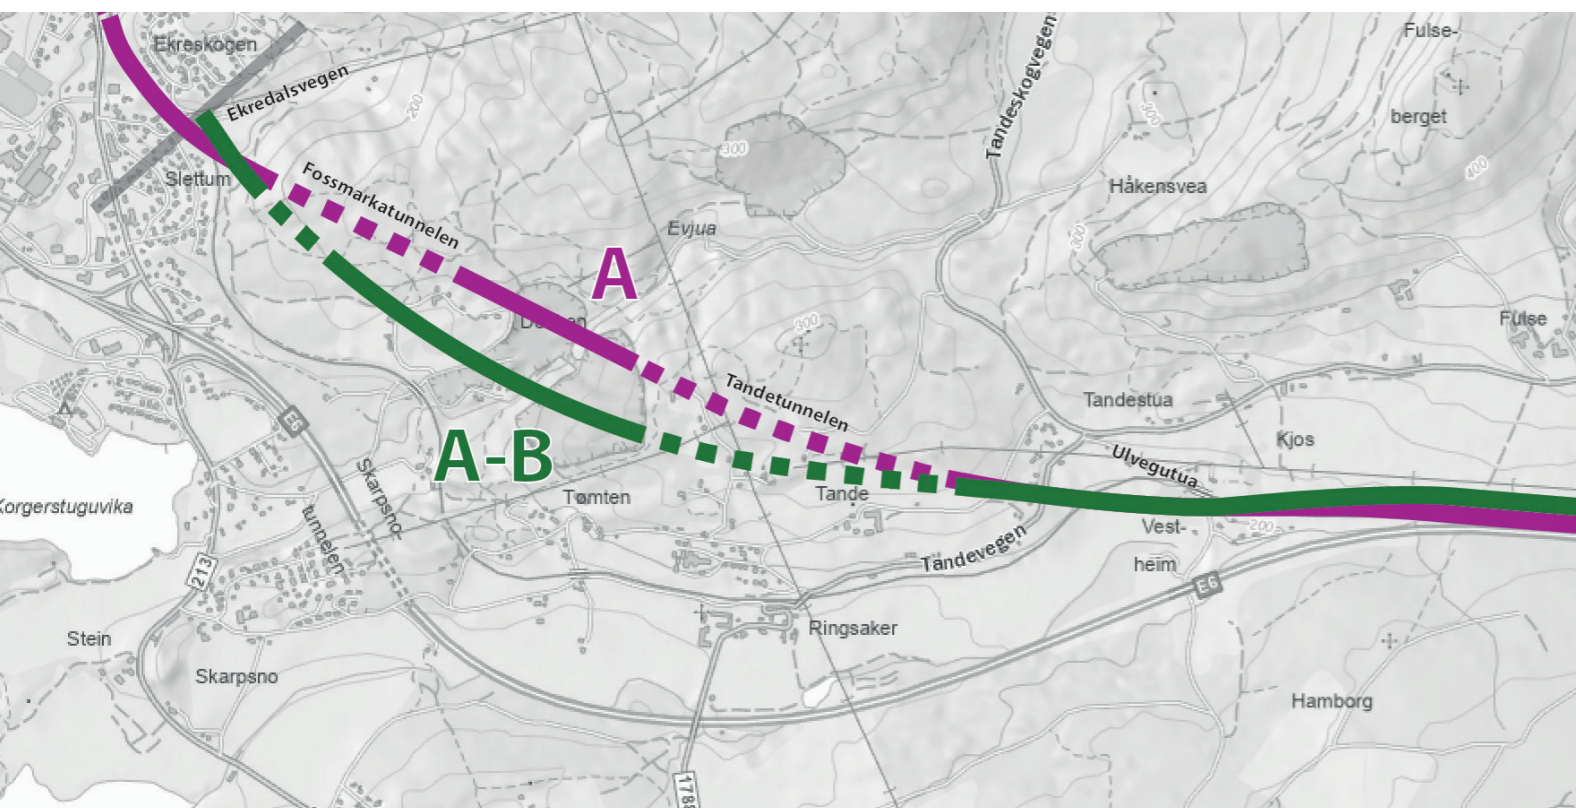 Ekreskogen
Fulse-
berget
Ekredalsvegen
Tandeskogvegen
200
300
300
400
Slettum
Fossmarkatunnelen
Håkensvea
Evjua
300
A
300
Fulse
Tandetunnelen
Tandestua
E6
Kjos
A-B
Ulvegutua
Skarpsno-
tunnelen
Tømten
Tande
Korgerstuguvika
Vest-
heim
200
Tandevegen
213
E6
Stein
Ringsaker
Skarpsno
Hamborg